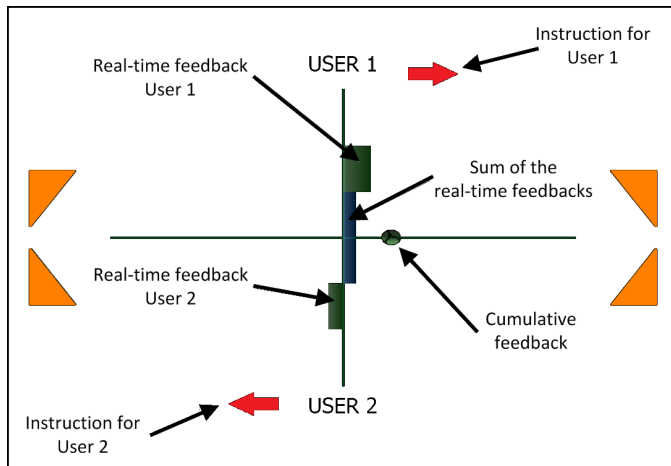 Instruction for
User 1
Real-time feedback
User 1
USER 1
Sum of the
real-time feedbacks
Real-time feedback
User 2
Cumulative
feedback
Instruction for
User 2
USER 2